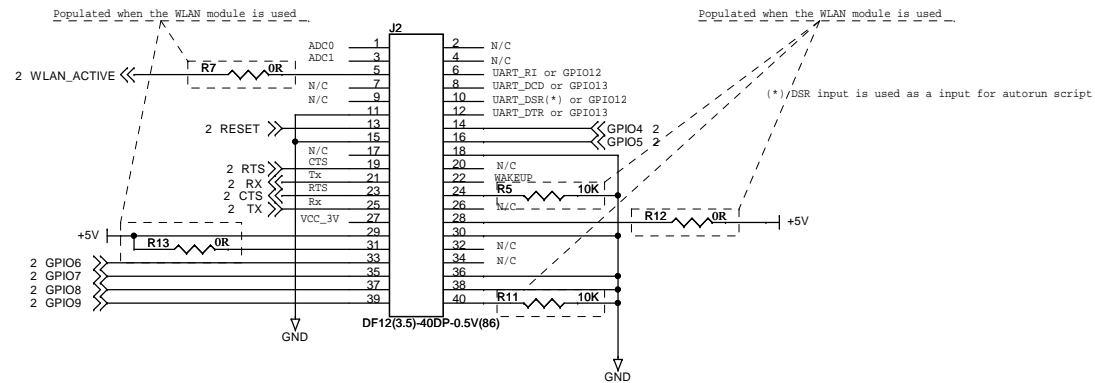 Populated when the WLAN module is used
Populated when the WLAN module is used
J2
ADC0 1 2 N/C
ADC1 3 4 N/C
2 WLAN_ACTIVE R7 0R 5 6 UART_RI or GPIO12
N/C 7 8 UART_DCD or GPIO13
N/C 9 10 UART_DSR(*) or GPIO12
(*) DSR input is used as a input for autorun script
11 12 UART_DTR or GPIO13
2 RESET 13 14 GPIO4 2
15 16 GPIO5 2
N/C 17 18
2 RTS CTS 19 20 N/C
2 RX Tx 21 22 WAKEUP
2 CTS RTS 23 24 R5 10K
2 TX Rx 25 26 N/C
VCC_3V 27 28 R12 0R +5V
+5V 29 30
R13 0R 31 32 N/C
2 GPIO6 33 34 N/C
2 GPIO7 35 36
2 GPIO8 37 38
2 GPIO9 39 40 R11 10K
DF12(3.5)-40DP-0.5V(86)
GND
GND